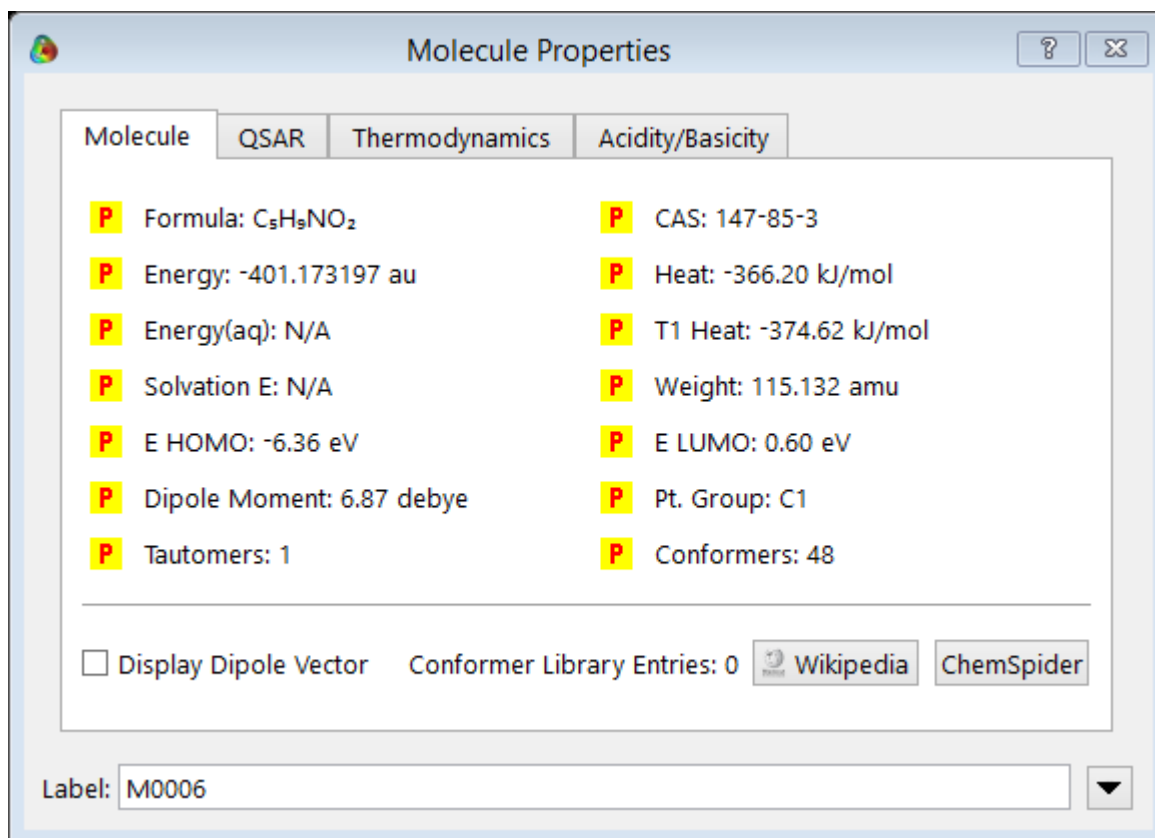 Molecule Properties
Molecule QSAR Thermodynamics Acidity/Basicity
P Formula: C₅H₉NO₂ P CAS: 147-85-3
P Energy: -401.173197 au P Heat: -366.20 kJ/mol
P Energy(aq): N/A P T1 Heat: -374.62 kJ/mol
P Solvation E: N/A P Weight: 115.132 amu
P E HOMO: -6.36 eV P E LUMO: 0.60 eV
P Dipole Moment: 6.87 debye P Pt. Group: C1
P Tautomers: 1 P Conformers: 48
Display Dipole Vector Conformer Library Entries: 0 Wikipedia ChemSpider
Label: M0006